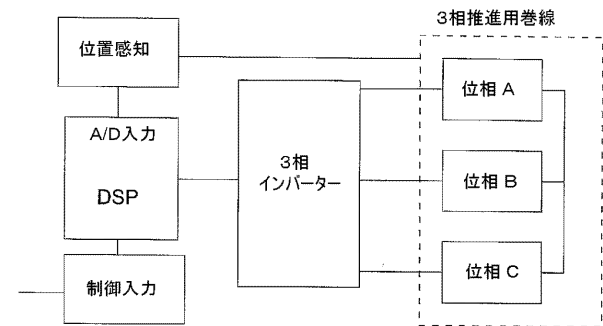 3相推進用巻線
位置感知
位相 A
A/D入力
3相
インバーター
DSP
位相 B
制御入力
位相 C